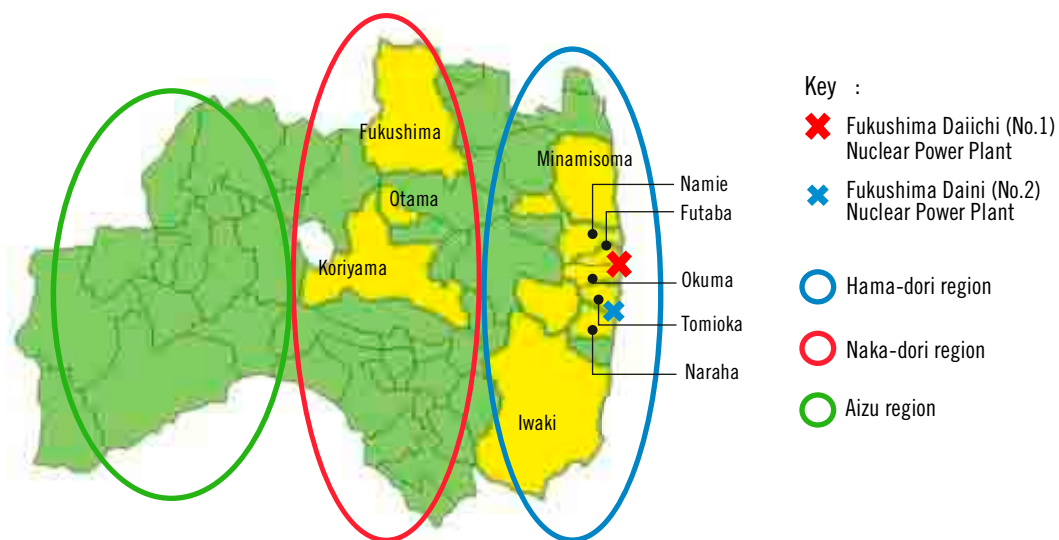 Fukushima
Otama
Koriyama
Minamisoma
Namie
Futaba
Okuma
Tomioka
Naraha
Iwaki
Key :
Fukushima Daiichi (No.1)
Nuclear Power Plant
Fukushima Daini (No.2)
Nuclear Power Plant
Hama-dori region
Naka-dori region
Aizu region